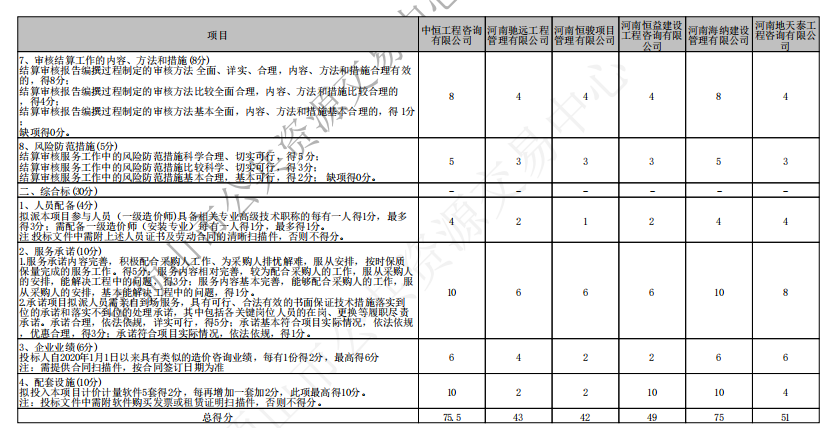 项目 中恒工程咨询有限公司 河南驰远工程管理有限公司 河南恒骏项目管理有限公司 河南恒益建设工程咨询有限公司 河南海纳建设管理有限公司 河南地天泰工程咨询有限公司
7、审核结算工作的内容、方法和措施(8分)
结算审核报告编撰过程制定的审核方法 全面、详实、合理，内容、方法和措施合理有效
的，得8分；
结算审核报告编撰过程制定的审核方法比较全面合理，内容、方法和措施比较合理的
，得4分；
结算审核报告编撰过程制定的审核方法基本全面，内容、方法和措施基本合理的，得 1分
；
缺项得0分。
8 4 4 4 8 4
8、风险防范措施(5分)
结算审核服务工作中的风险防范措施科学合理、切实可行，得 5 分；
结算审核服务工作中的风险防范措施比较科学、切实可行，得 3分；
结算审核服务工作中的风险防范措施基本合理，基本可行，得 2分； 缺项得0分。
5 3 3 3 5 3
二、综合标(30分) - - - - - -
1、人员配备(4分)
拟派本项目参与人员（一级造价师)具备相关专业高级技术职称的每有一人得1分，最多
得3分；需配备一级造价师（安装专业)每有一人得1分，最多得1分。
注:投标文件中需附上述人员证书及劳动合同的清晰扫描件，否则不得分。
4 2 1 2 4 4
2、服务承诺(10分)
1.服务承诺内容完善，积极配合采购人工作、为采购人排忧解难，服从安排，按时保质
保量完成的服务工作。得5分；服务内容相对完善，较为配合采购人的工作，服从采购人
的安排，能解决工程中的问题，得3分；服务内容基本完善，能够配合采购人的工作，服
从采购人的安排，基本能解决工程中的问题，得1分。
2.承诺项目拟派人员需亲自到场服务，具有可行、合法有效的书面保证技术措施落实到
位的承诺和落实不到位的处理承诺，其中包括各关键岗位人员的在岗、更换等履职尽责
承诺。承诺合理，依法依规，详实可行，得5分；承诺基本符合项目实际情况，依法依规
，优惠合理，得3分；承诺符合项目实际情况，依法依规，得1分。
10 6 6 6 10 8
3、企业业绩(6分)
投标人自2020年1月1日以来具有类似的造价咨询业绩，每有1份得2分，最高得6分
注：需提供合同扫描件，按合同签订日期为准
6 4 2 2 6 6
4、配套设施(10分)
拟投入本项目计价计量软件5套得2分，每再增加一套加2分，此项最高得10分。
注：投标文件中需附软件购买发票或租赁证明扫描件，否则不得分。
10 2 2 10 10 4
总得分 75.5 43 42 49 75 51